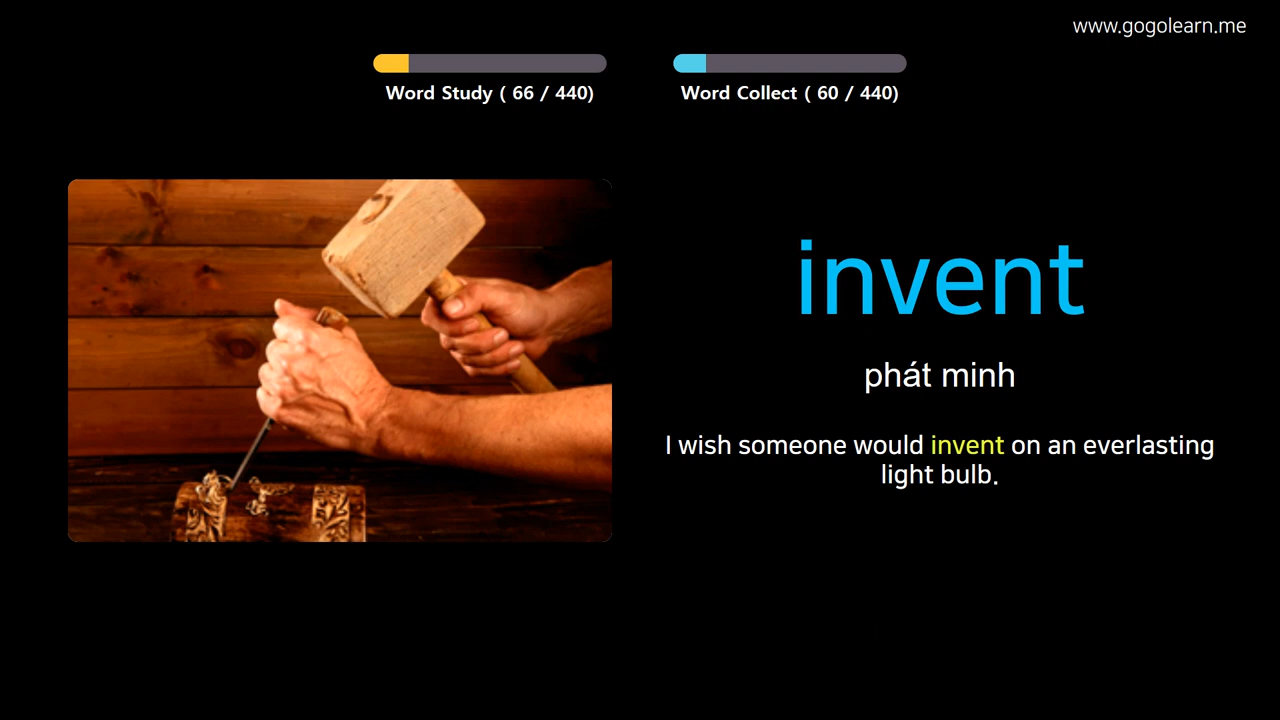 www.gogolearn.me
Word Study ( 66 / 440)
Word Collect ( 60 / 440)
invent
phát minh
I wish someone would invent on an everlasting
light bulb.